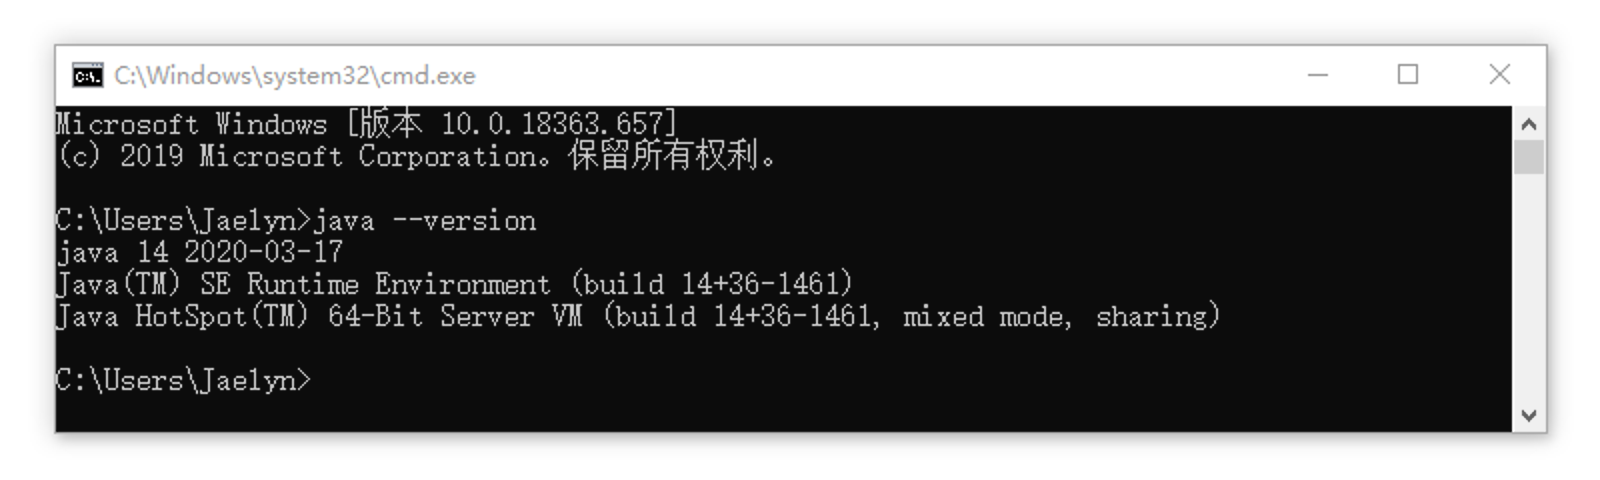 C:\Windows\system32\cmd.exe
Microsoft Windows [版本 10.0.18363.657]
(c) 2019 Microsoft Corporation。保留所有权利。
C:\Users\Jaelyn>java --version
java 14 2020-03-17
Java(TM) SE Runtime Environment (build 14+36-1461)
Java HotSpot(TM) 64-Bit Server VM (build 14+36-1461, mixed mode, sharing)
C:\Users\Jaelyn>